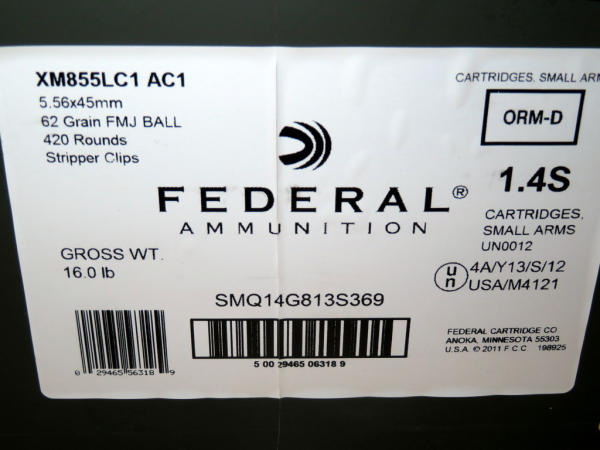 XM855LC1 AC1
5.56x45mm
62 Grain FMJ BALL
420 Rounds
Stripper Clips
CARTRIDGES, SMALL ARM
ORM-D
1.4S
FEDERAL®
AMMUNITION
CARTRIDGES,
SMALL ARMS
UN0012
GROSS WT.
16.0 lb
un 4A/Y13/S/12
USA/M4121
SMQ14G813S369
0 29465 56318 9
5 00 29465 06318 9
FEDERAL CARTRIDGE CO
ANOKA, MINNESOTA 55303
U.S.A. © 2011 F.C.C. 198925